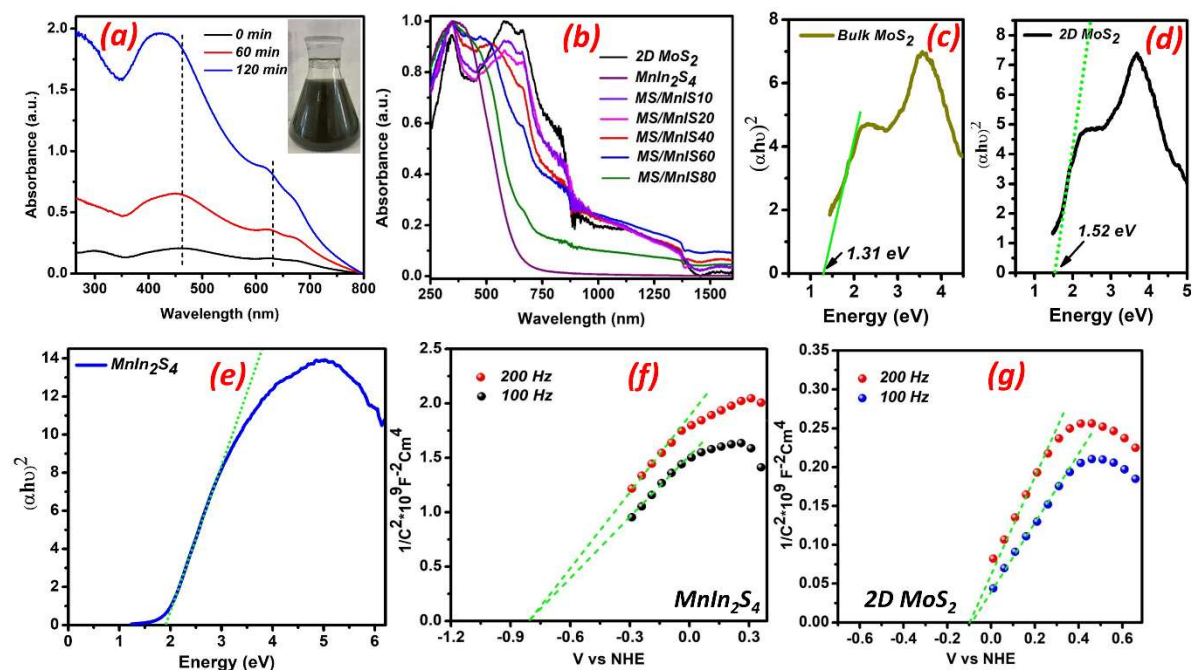 (a)
0 min
60 min
120 min
Absorbance (a.u.)
2.0
1.5
1.0
0.5
0.0
300 400 500 600 700 800
Wavelength (nm)
(b)
2D MoS₂
MnIn₂S₄
MS/MnIS10
MS/MnIS20
MS/MnIS40
MS/MnIS60
MS/MnIS80
Absorbance (a.u.)
1.0
0.8
0.6
0.4
0.2
0.0
250 500 750 1000 1250 1500
Wavelength (nm)
Bulk MoS₂
(c)
(αhυ)²
8
6
4
2
0
1.31 eV
1 2 3 4
Energy (eV)
2D MoS₂
(d)
(αhυ)²
8
7
6
5
4
3
2
1
0
1.52 eV
1 2 3 4 5
Energy (eV)
MnIn₂S₄
(e)
(αhυ)²
14
12
10
8
6
4
2
0
0 1 2 3 4 5 6
Energy (eV)
200 Hz
100 Hz
(f)
1/C²*10⁹ F⁻²Cm⁴
2.5
2.0
1.5
1.0
0.5
0.0
MnIn₂S₄
-1.2 -0.9 -0.6 -0.3 0.0 0.3
V vs NHE
200 Hz
100 Hz
(g)
1/C²*10⁹ F⁻²Cm⁴
0.35
0.30
0.25
0.20
0.15
0.10
0.05
0.00
2D MoS₂
-0.6 -0.4 -0.2 0.0 0.2 0.4 0.6
V vs NHE